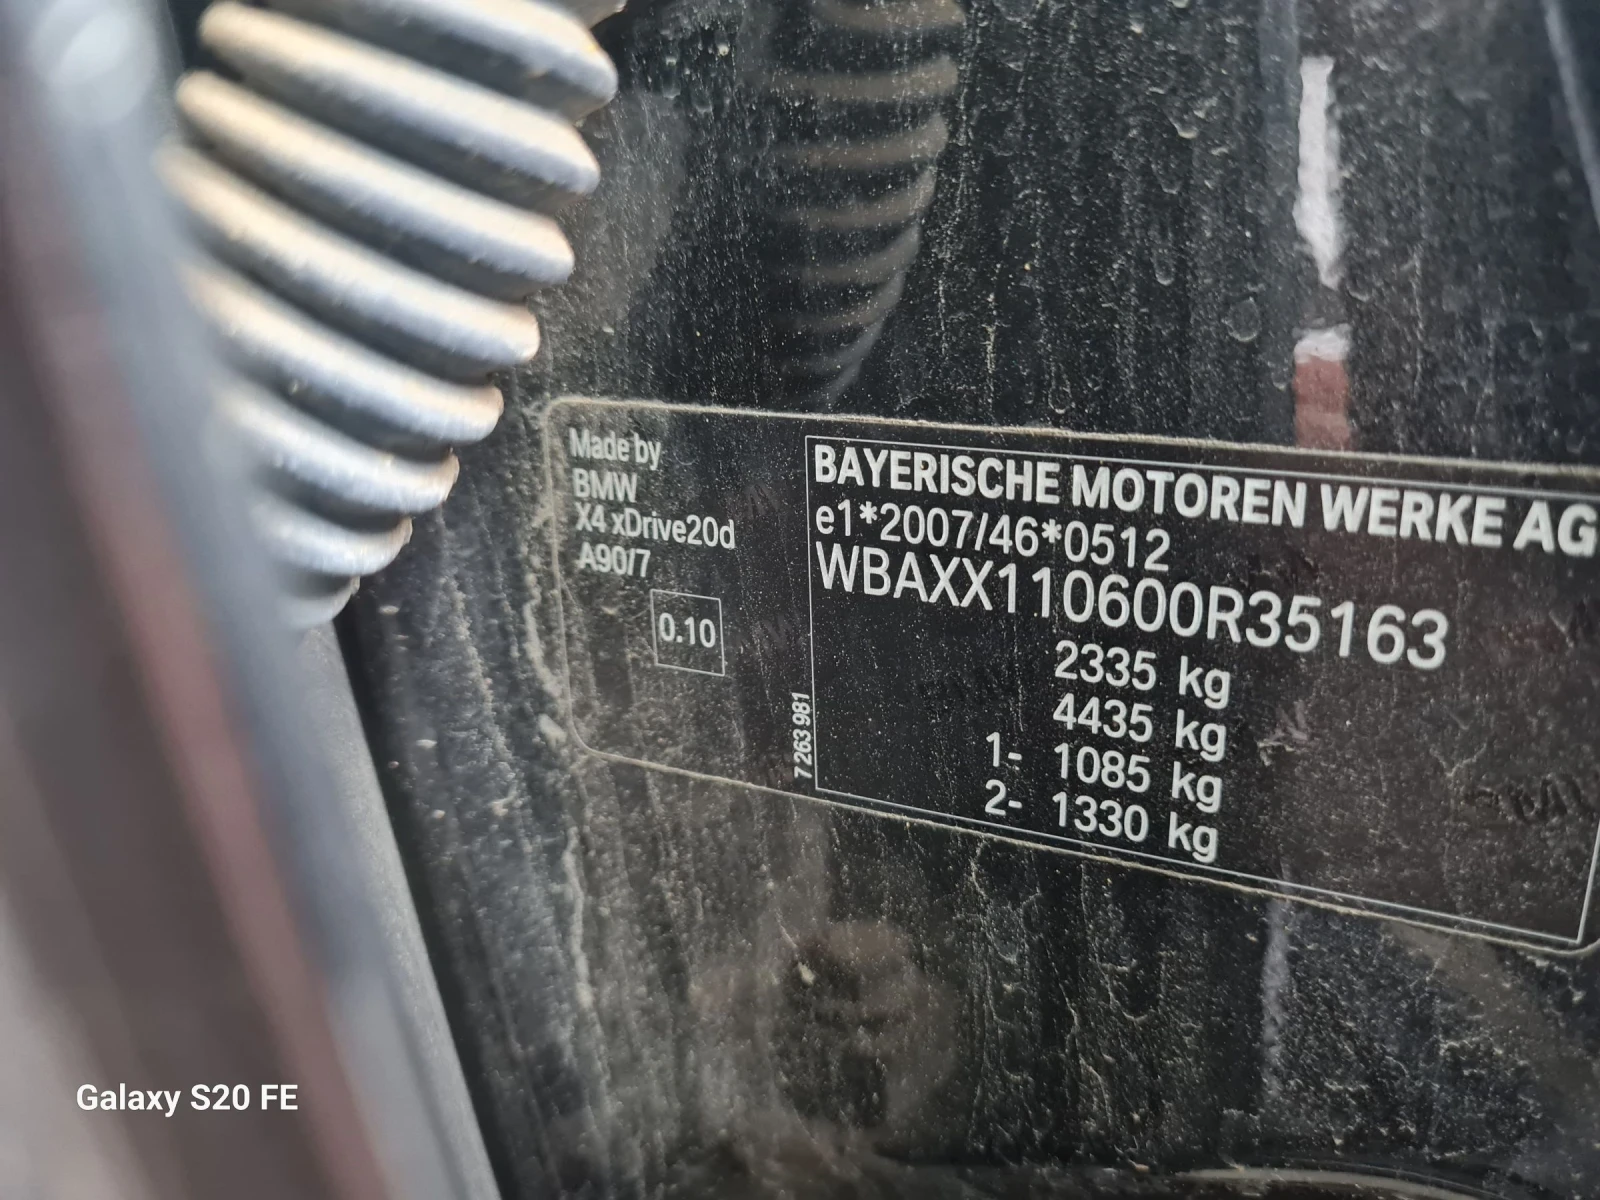 Made by
BMW
X4 xDrive20d
A90/7
0.10
7 263 981
BAYERISCHE MOTOREN WERKE AG
e1*2007/46*0512
WBAXX110600R35163
2335 kg
4435 kg
1- 1085 kg
2- 1330 kg
Galaxy S20 FE